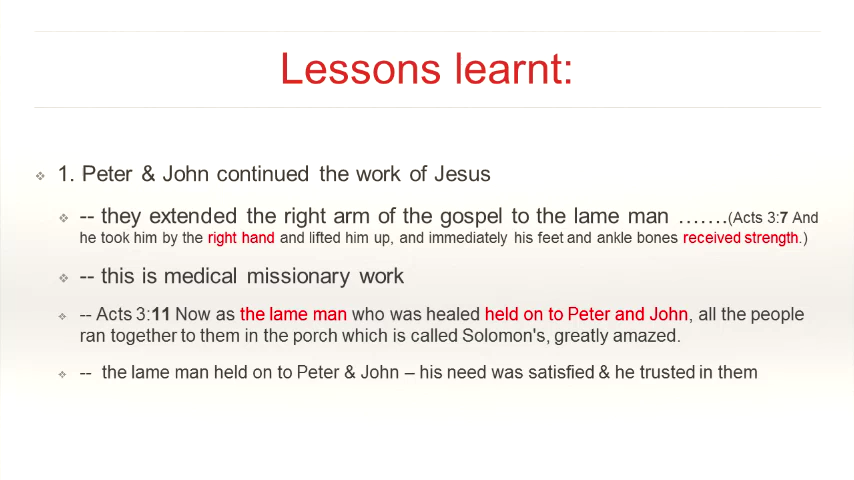 Lessons learnt:
1. Peter & John continued the work of Jesus
-- they extended the right arm of the gospel to the lame man …….(Acts 3:7 And
he took him by the right hand and lifted him up, and immediately his feet and ankle bones received strength.)
-- this is medical missionary work
-- Acts 3:11 Now as the lame man who was healed held on to Peter and John, all the people
ran together to them in the porch which is called Solomon's, greatly amazed.
-- the lame man held on to Peter & John – his need was satisfied & he trusted in them